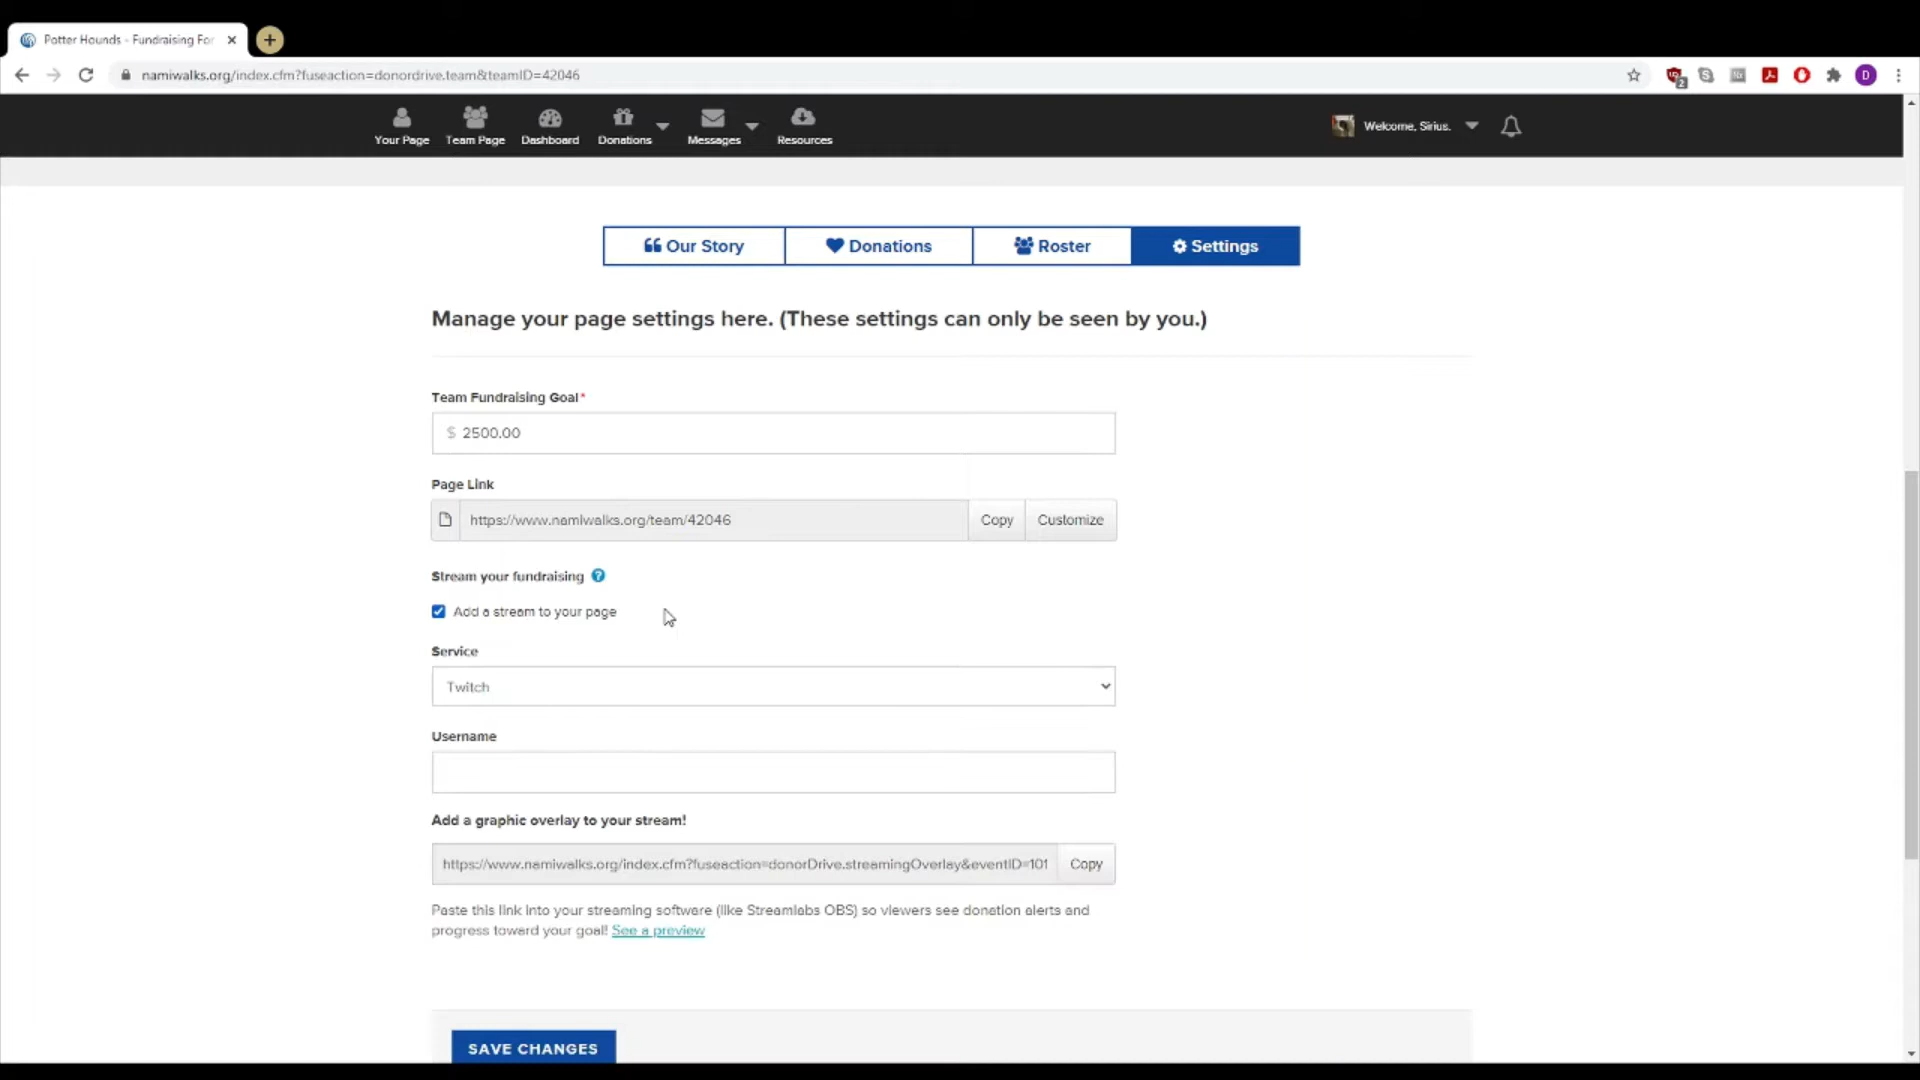 Potter Hounds - Fundraising For
namiwalks.org/index.cfm?fuseaction=donordrive.team&teamID=42046
2
D
Your Page
Team Page
Dashboard
Donations
Messages
Resources
Welcome, Sirius.
Our Story
Donations
Roster
Settings
Manage your page settings here. (These settings can only be seen by you.)
Team Fundraising Goal*
$ 2500.00
Page Link
https://www.namiwalks.org/team/42046
Copy
Customize
Stream your fundraising ?
Add a stream to your page
Service
Twitch
Username
Add a graphic overlay to your stream!
https://www.namiwalks.org/index.cfm?fuseaction=donorDrive.streamingOverlay&eventID=101
Copy
Paste this link into your streaming software (like Streamlabs OBS) so viewers see donation alerts and
progress toward your goal! See a preview
SAVE CHANGES